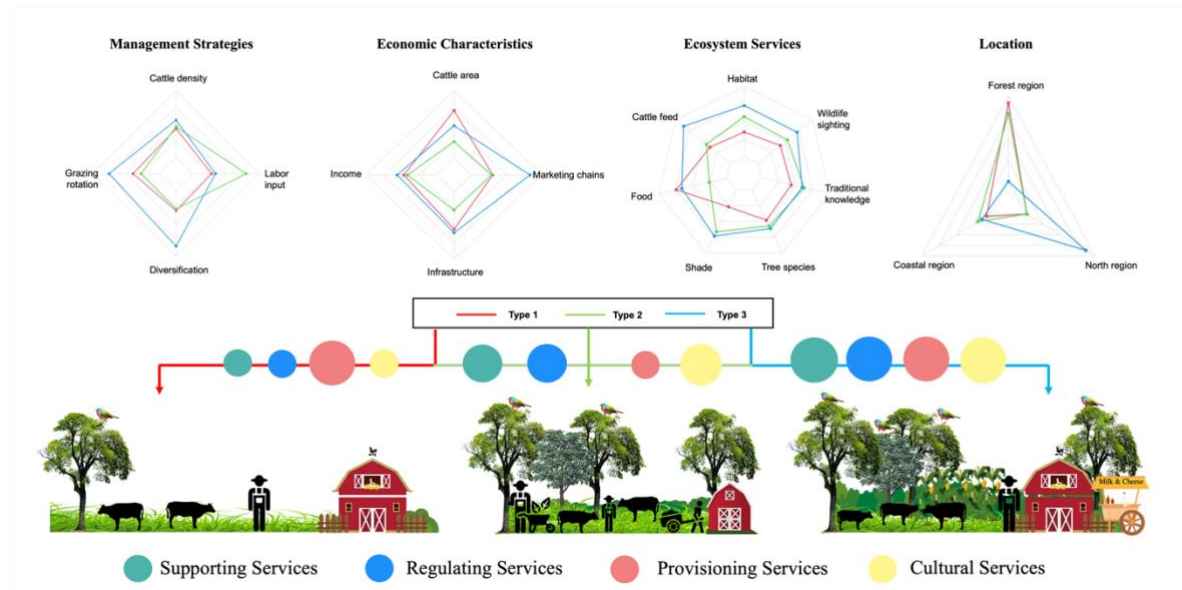 Management Strategies
Economic Characteristics
Ecosystem Services
Location
Cattle density
Grazing
rotation
Labor
input
Diversification
Cattle area
Income
Marketing chains
Infrastructure
Habitat
Cattle feed
Wildlife
sighting
Food
Traditional
knowledge
Shade
Tree species
Forest region
Coastal region
North region
Type 1
Type 2
Type 3
Milk & Cheese
Supporting Services
Regulating Services
Provisioning Services
Cultural Services